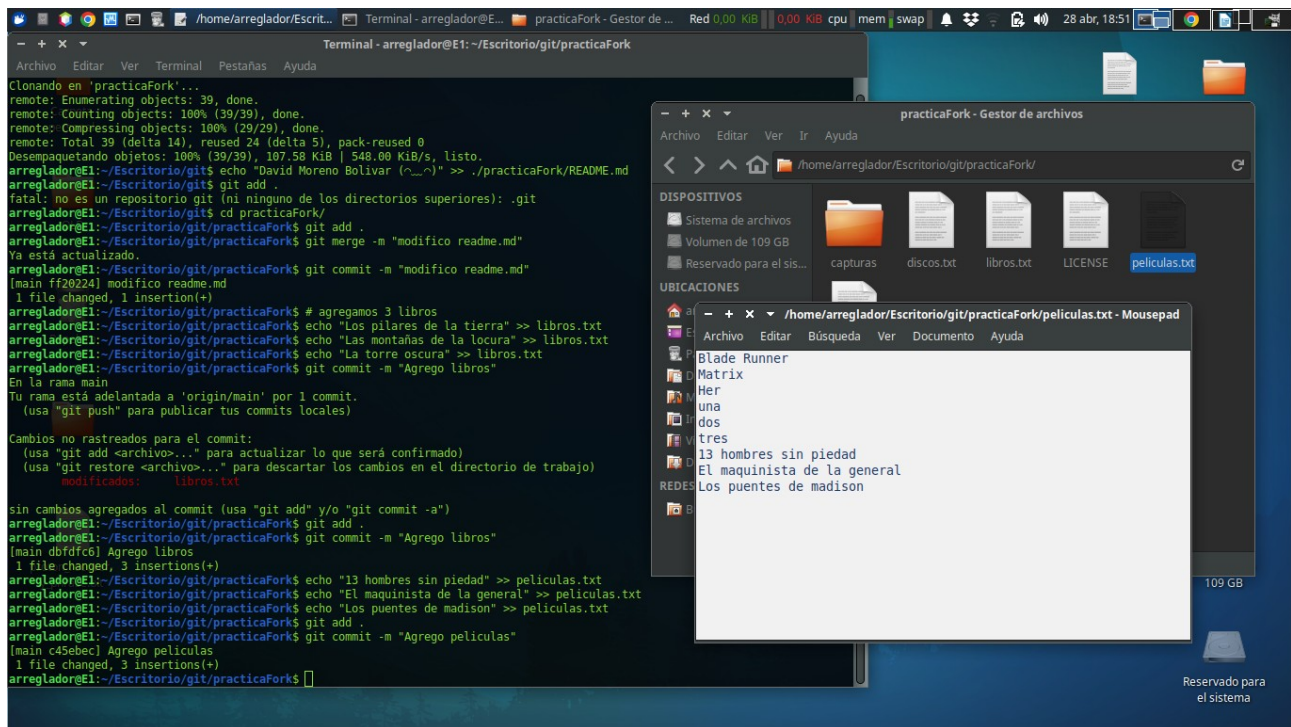 /home/arreglador/Escrit... Terminal - arreglador@E... practicaFork - Gestor de ... Red 0,00 KiB 0,00 KiB cpu mem swap 28 abr, 18:51
Terminal - arreglador@E1: ~/Escritorio/git/practicaFork
Archivo Editar Ver Terminal Pestañas Ayuda
Clonando en 'practicaFork'...
remote: Enumerating objects: 39, done.
remote: Counting objects: 100% (39/39), done.
remote: Compressing objects: 100% (29/29), done.
remote: Total 39 (delta 14), reused 24 (delta 5), pack-reused 0
Desempaquetando objetos: 100% (39/39), 107.58 KiB | 548.00 KiB/s, listo.
arreglador@E1:~/Escritorio/git$ echo "David Moreno Bolivar (⌒﹏⌒)" >> ./practicaFork/README.md
arreglador@E1:~/Escritorio/git$ git add .
fatal: no es un repositorio git (ni ninguno de los directorios superiores): .git
arreglador@E1:~/Escritorio/git$ cd practicaFork/
arreglador@E1:~/Escritorio/git/practicaFork$ git add .
arreglador@E1:~/Escritorio/git/practicaFork$ git merge -m "modifico readme.md"
Ya está actualizado.
arreglador@E1:~/Escritorio/git/practicaFork$ git commit -m "modifico readme.md"
[main ff20224] modifico readme.md
1 file changed, 1 insertion(+)
arreglador@E1:~/Escritorio/git/practicaFork$ # agregamos 3 libros
arreglador@E1:~/Escritorio/git/practicaFork$ echo "Los pilares de la tierra" >> libros.txt
arreglador@E1:~/Escritorio/git/practicaFork$ echo "Las montañas de la locura" >> libros.txt
arreglador@E1:~/Escritorio/git/practicaFork$ echo "La torre oscura" >> libros.txt
arreglador@E1:~/Escritorio/git/practicaFork$ git commit -m "Agrego libros"
En la rama main
Tu rama está adelantada a 'origin/main' por 1 commit.
(usa "git push" para publicar tus commits locales)
Cambios no rastreados para el commit:
(usa "git add <archivo>..." para actualizar lo que será confirmado)
(usa "git restore <archivo>..." para descartar los cambios en el directorio de trabajo)
modificados: libros.txt
sin cambios agregados al commit (usa "git add" y/o "git commit -a")
arreglador@E1:~/Escritorio/git/practicaFork$ git add .
arreglador@E1:~/Escritorio/git/practicaFork$ git commit -m "Agrego libros"
[main dbfdfc6] Agrego libros
1 file changed, 3 insertions(+)
arreglador@E1:~/Escritorio/git/practicaFork$ echo "13 hombres sin piedad" >> peliculas.txt
arreglador@E1:~/Escritorio/git/practicaFork$ echo "El maquinista de la general" >> peliculas.txt
arreglador@E1:~/Escritorio/git/practicaFork$ echo "Los puentes de madison" >> peliculas.txt
arreglador@E1:~/Escritorio/git/practicaFork$ git add .
arreglador@E1:~/Escritorio/git/practicaFork$ git commit -m "Agrego peliculas"
[main c45ebec] Agrego peliculas
1 file changed, 3 insertions(+)
arreglador@E1:~/Escritorio/git/practicaFork$
practicaFork - Gestor de archivos
Archivo Editar Ver Ir Ayuda
/home/arreglador/Escritorio/git/practicaFork/
DISPOSITIVOS
Sistema de archivos
Volumen de 109 GB
Reservado para el sis...
UBICACIONES
REDES
capturas discos.txt libros.txt LICENSE peliculas.txt
/home/arreglador/Escritorio/git/practicaFork/peliculas.txt - Mousepad
Archivo Editar Búsqueda Ver Documento Ayuda
Blade Runner
Matrix
Her
una
dos
tres
13 hombres sin piedad
El maquinista de la general
Los puentes de madison
109 GB
Reservado para
el sistema